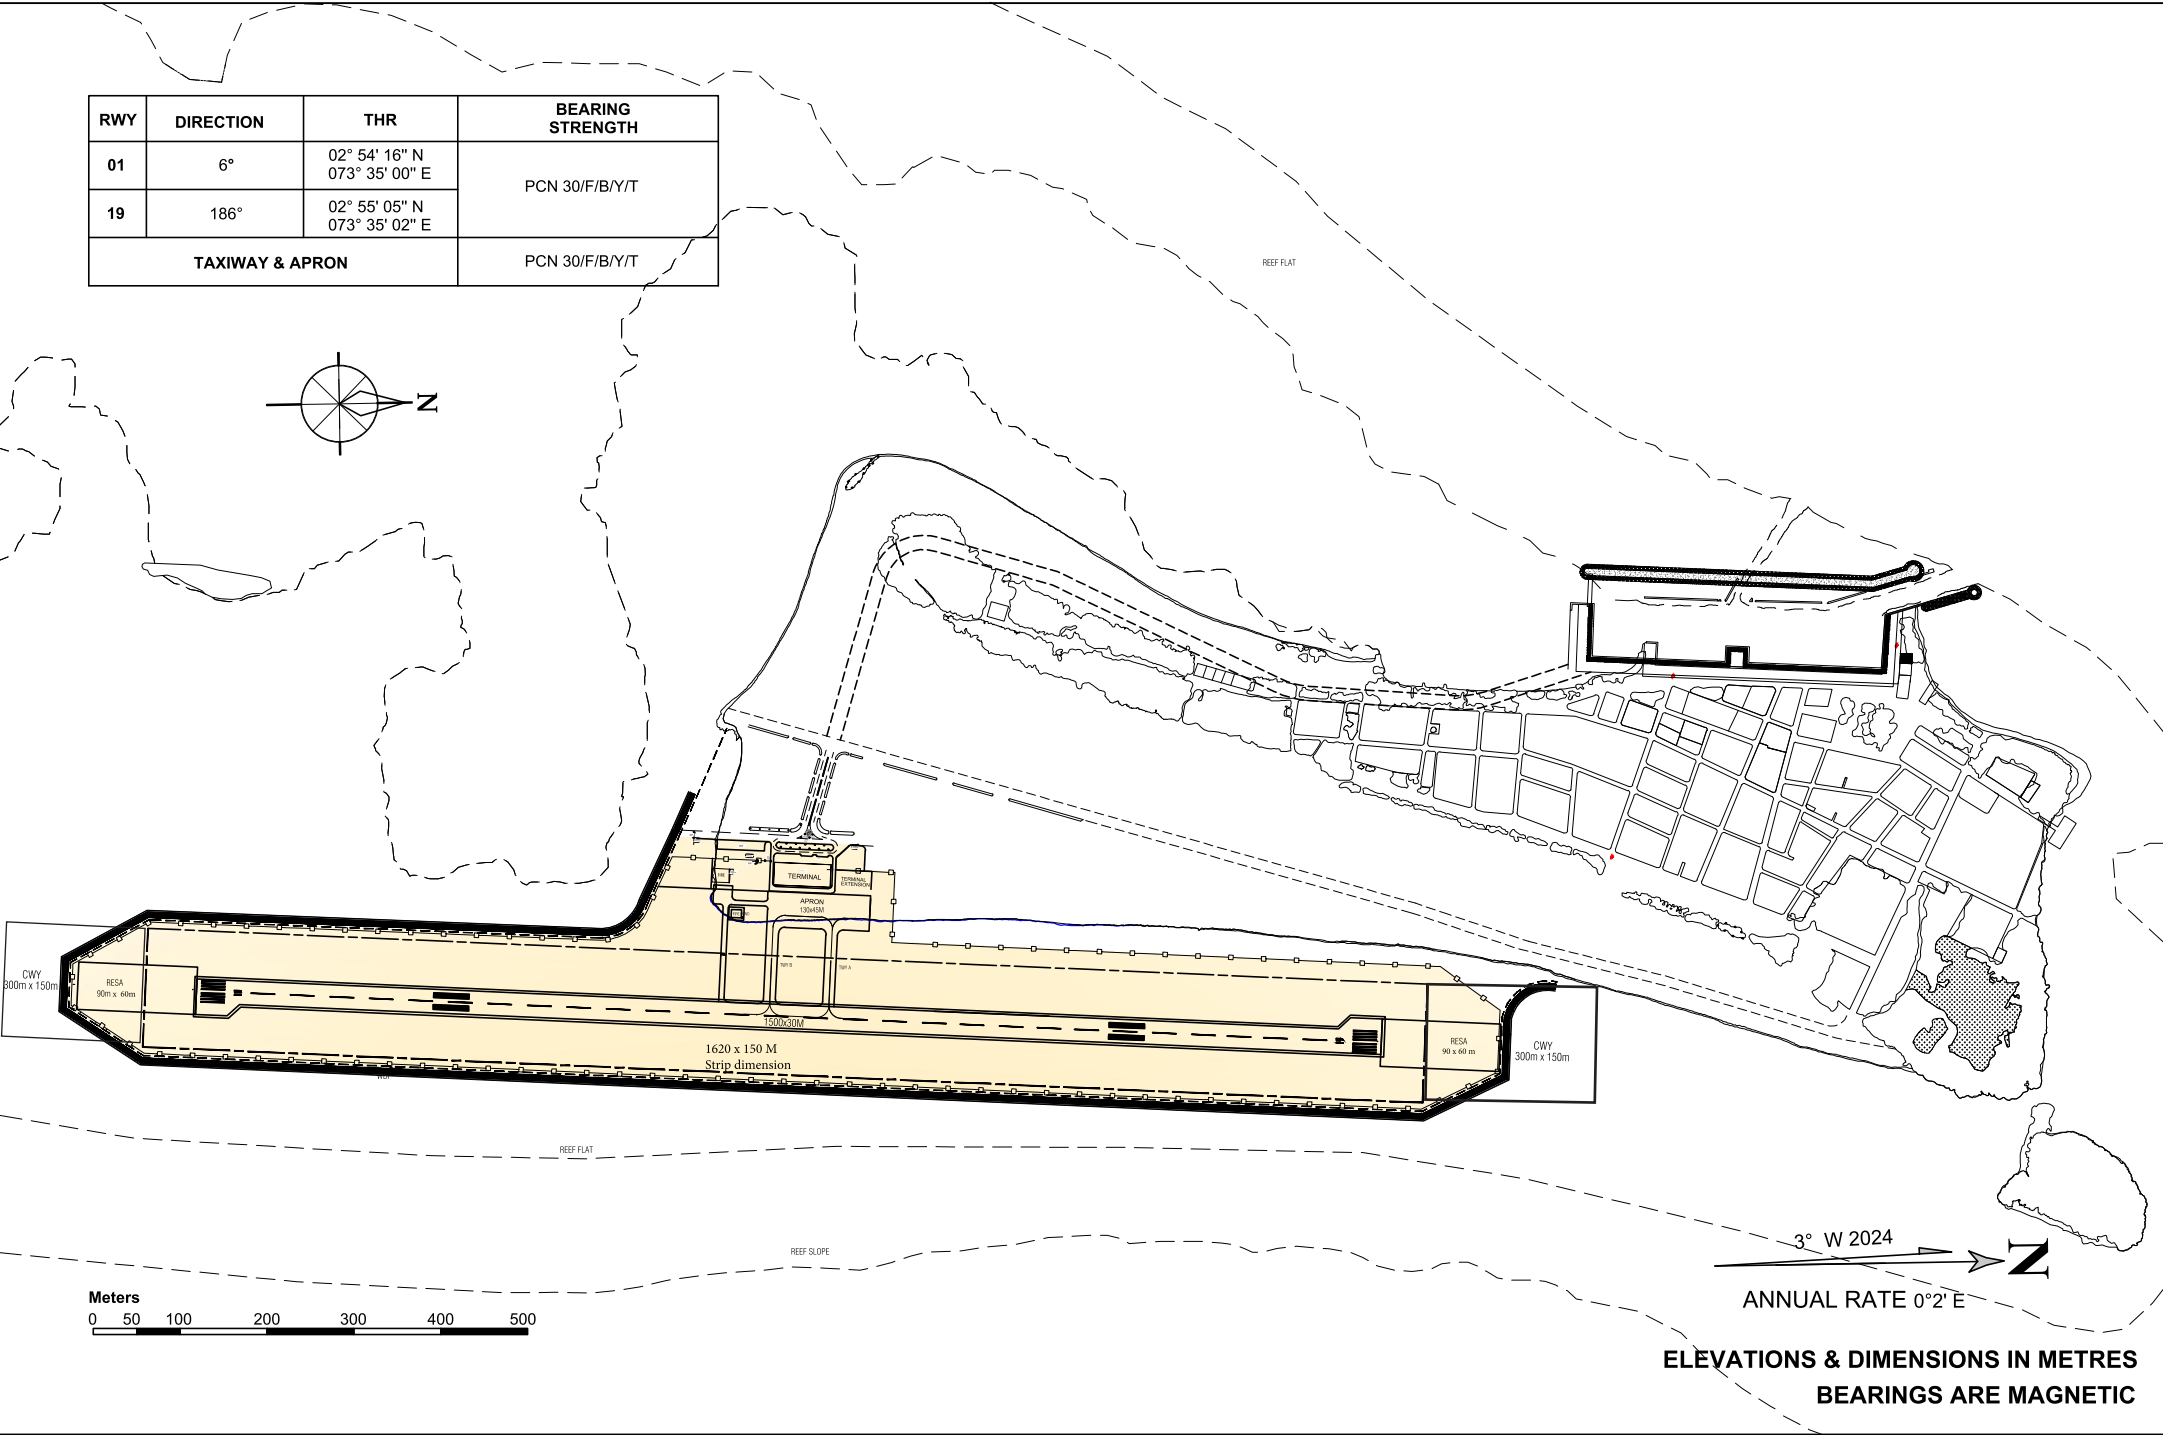 RWY DIRECTION THR BEARING STRENGTH
01 6° 02° 54' 16" N
073° 35' 00" E
PCN 30/F/B/Y/T
19 186° 02° 55' 05" N
073° 35' 02" E
TAXIWAY & APRON PCN 30/F/B/Y/T
REEF FLAT
N
TERMINAL
TERMINAL
EXTENSION
APRON
130x45M
TWY B
TWY A
CWY
300m x 150m
RESA
90m x 60m
1500x30M
1620 x 150 M
Strip dimension
RESA
90 x 60 m
CWY
300m x 150m
REEF FLAT
REEF SLOPE
3° W 2024
N
ANNUAL RATE 0°2' E
Meters
0 50 100 200 300 400 500
ELEVATIONS & DIMENSIONS IN METRES
BEARINGS ARE MAGNETIC